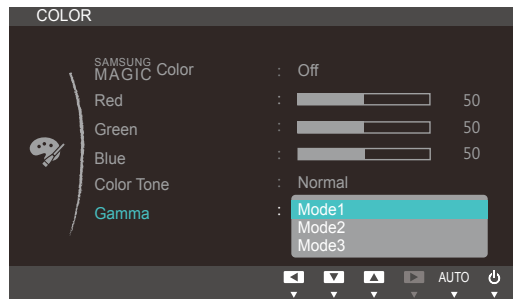 COLOR
SAMSUNG
MAGIC Color : Off
Red : 50
Green : 50
Blue : 50
Color Tone : Normal
Gamma : Mode1
Mode2
Mode3
AUTO